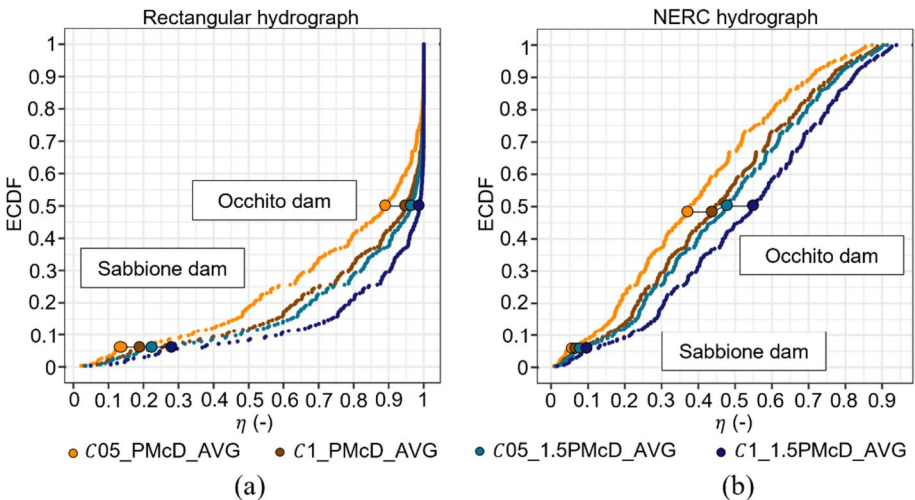 Rectangular hydrograph
ECDF
1
0.9
0.8
0.7
0.6
0.5
0.4
0.3
0.2
0.1
0
Occhito dam
Sabbione dam
0 0.1 0.2 0.3 0.4 0.5 0.6 0.7 0.8 0.9 1
η (-)
NERC hydrograph
ECDF
1
0.9
0.8
0.7
0.6
0.5
0.4
0.3
0.2
0.1
0
Occhito dam
Sabbione dam
0 0.1 0.2 0.3 0.4 0.5 0.6 0.7 0.8 0.9
η (-)
C05_PMcD_AVG C1_PMcD_AVG C05_1.5PMcD_AVG C1_1.5PMcD_AVG
(a) (b)